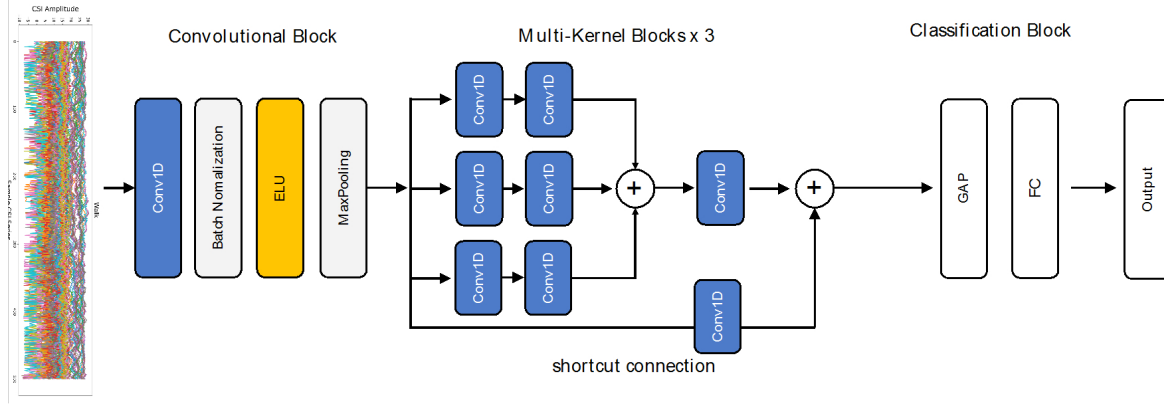 CSI Amplitude
Walk
Convolutional Block
Conv1D
Batch Nomalization
ELU
MaxPooling
Multi-Kernel Blocks x 3
Conv1D
Conv1D
Conv1D
Conv1D
Conv1D
Conv1D
+
Conv1D
+
Conv1D
shortcut connection
Classification Block
GAP
FC
Output